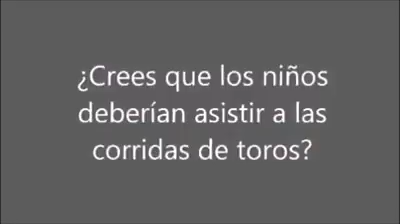 ¿Crees que los niños
deberían asistir a las
corridas de toros?